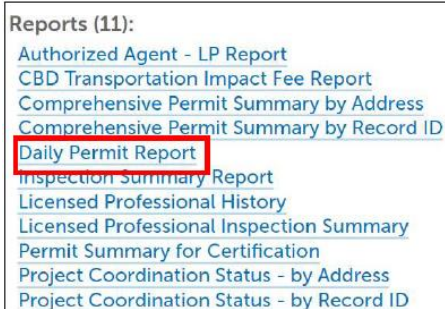 Reports (11):
Authorized Agent - LP Report
CBD Transportation Impact Fee Report
Comprehensive Permit Summary by Address
Comprehensive Permit Summary by Record ID
Daily Permit Report
Inspection Summary Report
Licensed Professional History
Licensed Professional Inspection Summary
Permit Summary for Certification
Project Coordination Status - by Address
Project Coordination Status - by Record ID